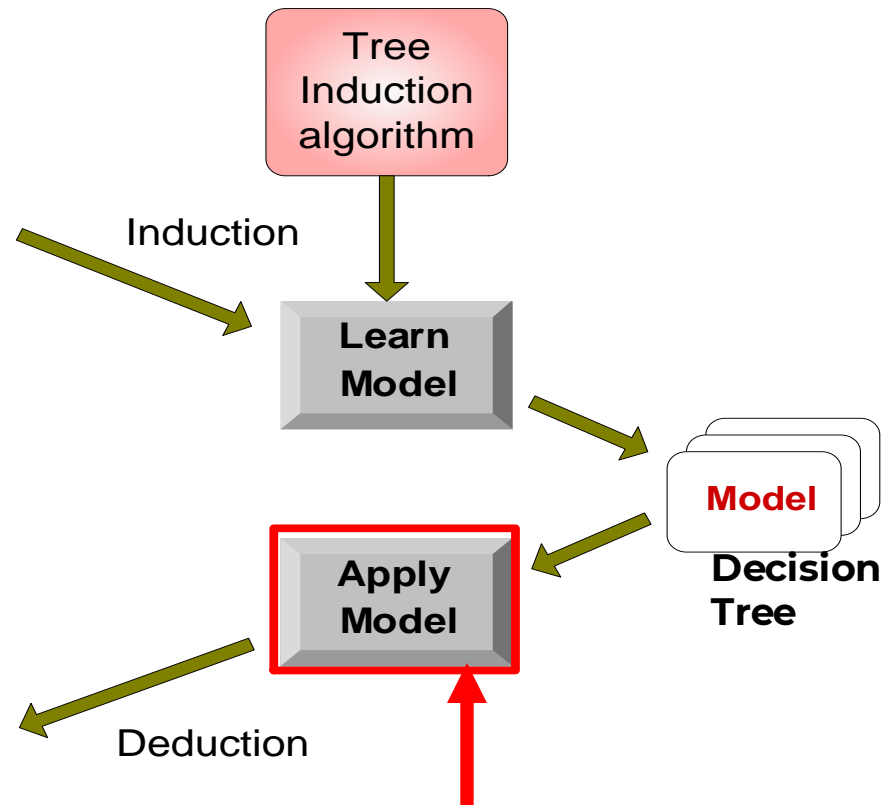 Tree
Induction
algorithm
Induction
Learn
Model
Model
Decision
Tree
Apply
Model
Deduction